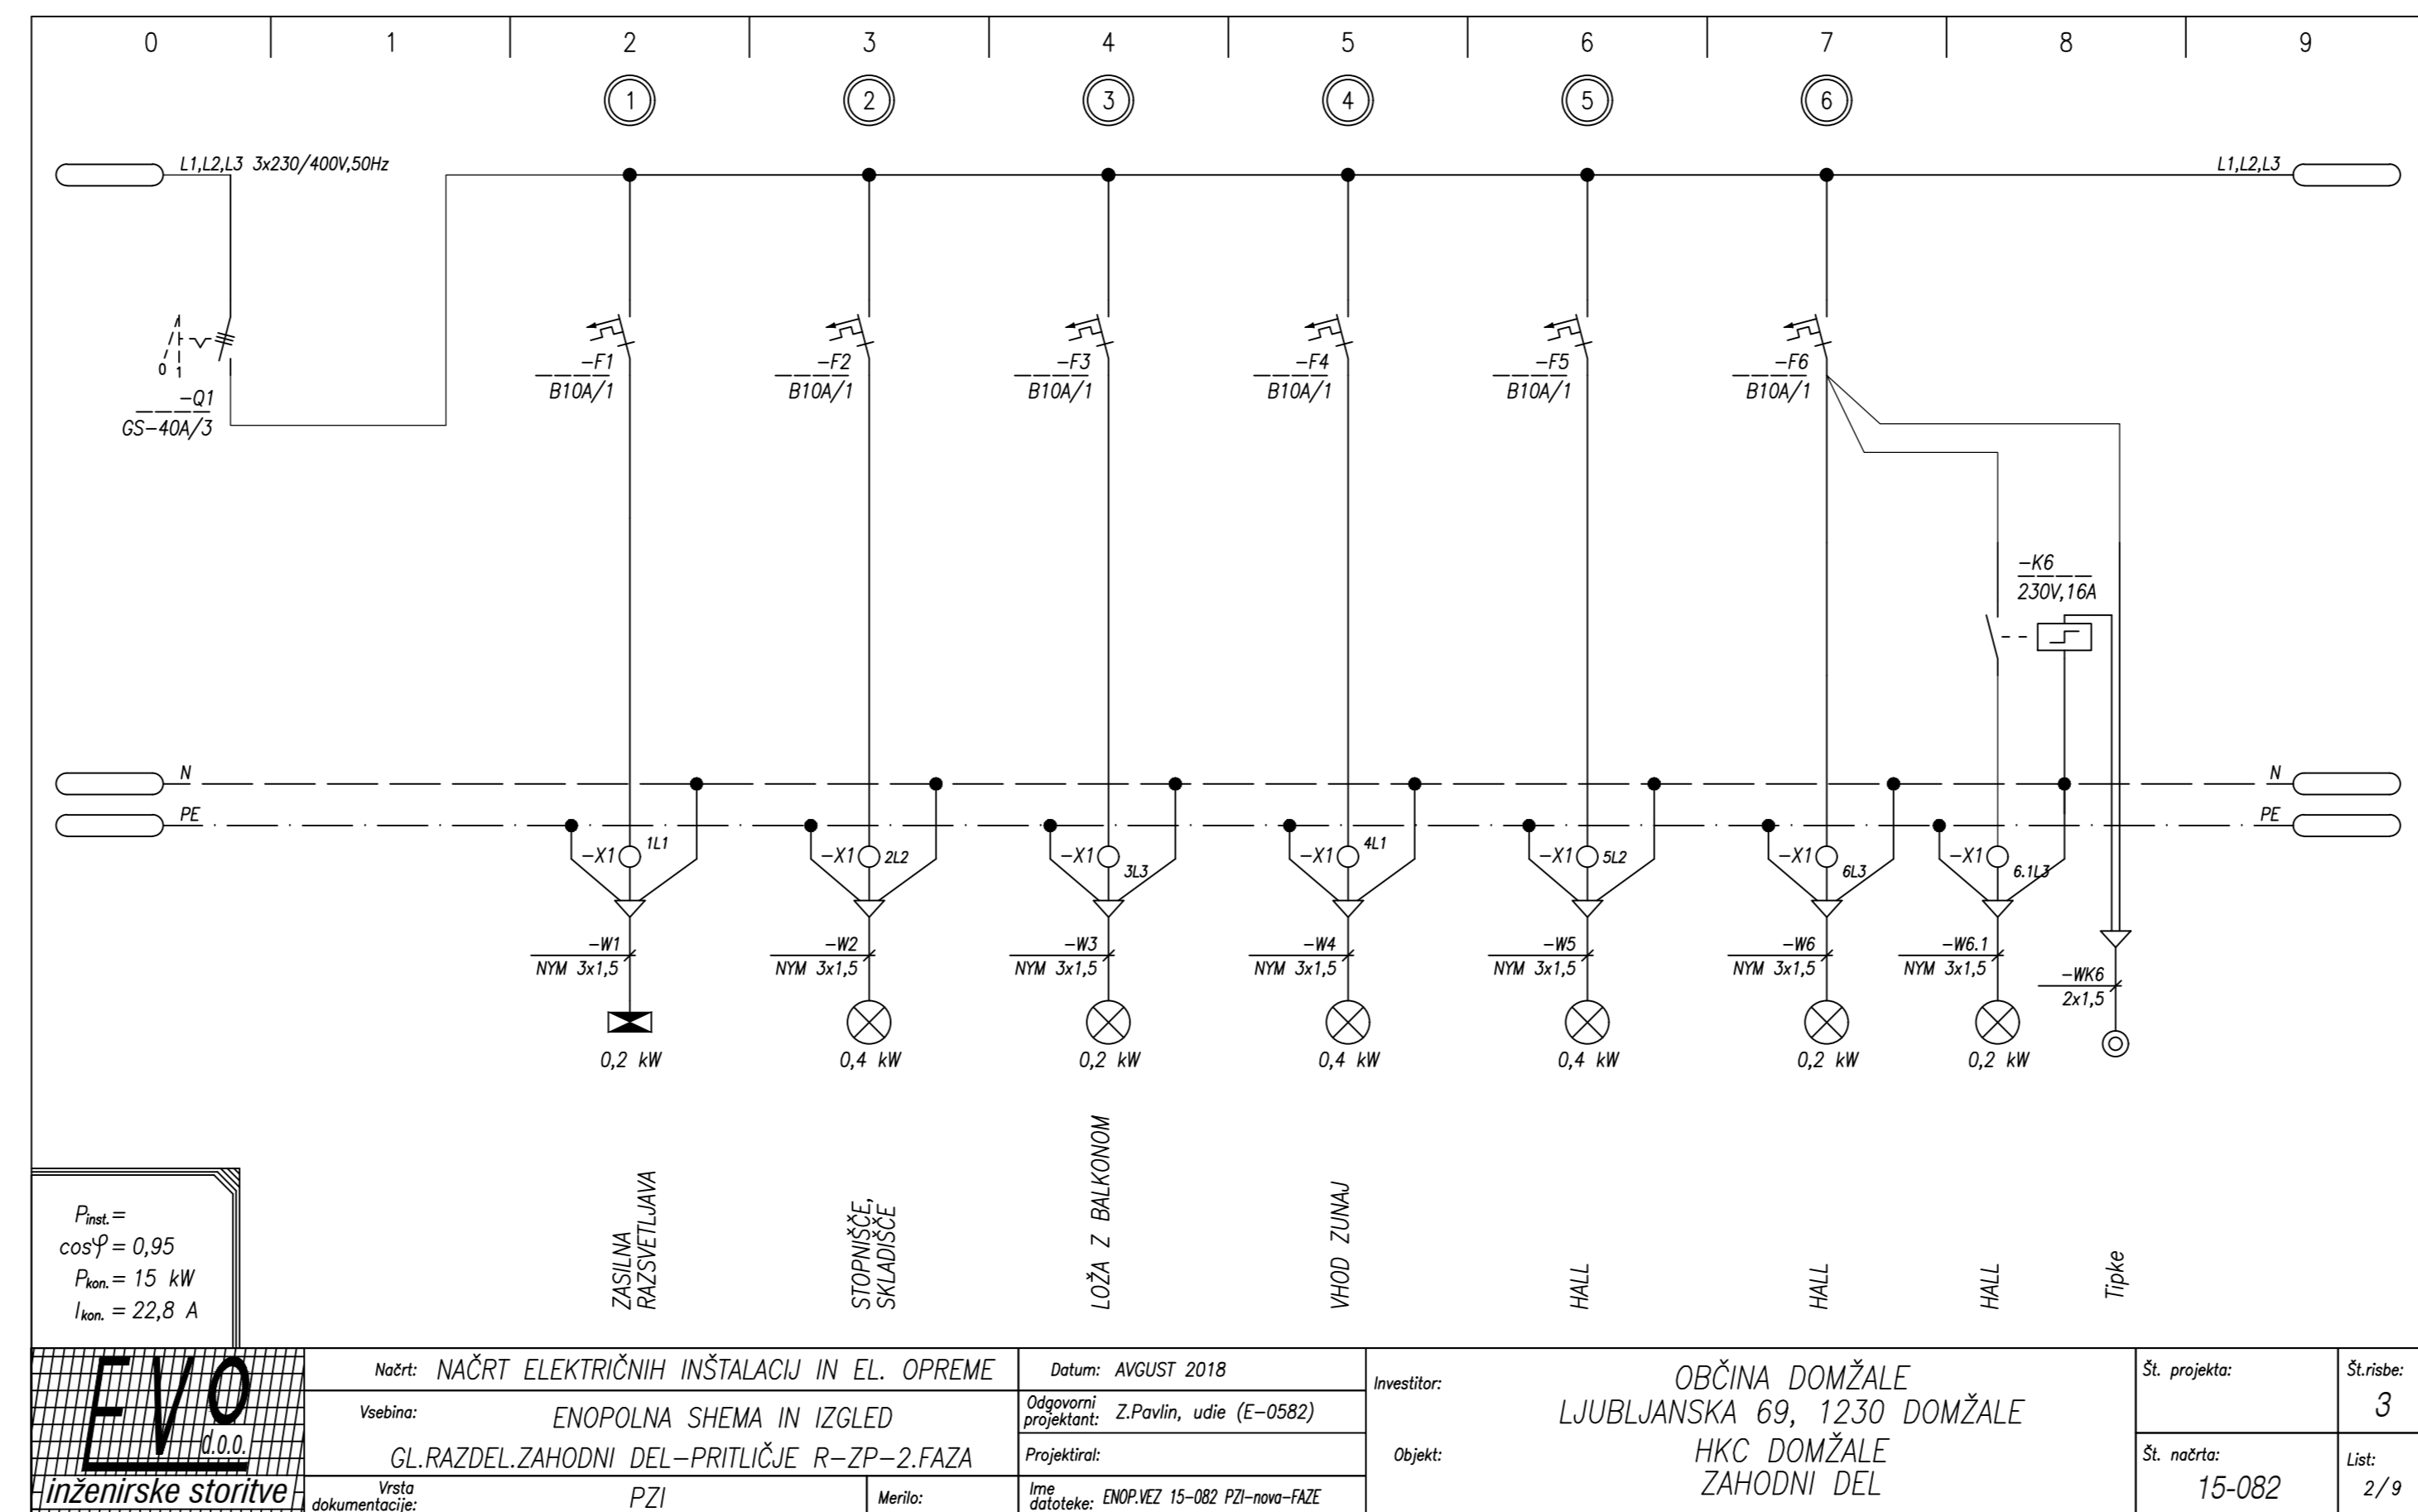 0 1 2 3 4 5 6 7 8 9
1 2 3 4 5 6
L1,L2,L3 3x230/400V,50Hz
L1,L2,L3
0 1
-Q1
GS-40A/3
-F1
B10A/1
-F2
B10A/1
-F3
B10A/1
-F4
B10A/1
-F5
B10A/1
-F6
B10A/1
-K6
230V,16A
N
N
PE
PE
-X1 1L1
-X1 2L2
-X1 3L3
-X1 4L1
-X1 5L2
-X1 6L3
-X1 6.1L3
-W1
NYM 3x1,5
-W2
NYM 3x1,5
-W3
NYM 3x1,5
-W4
NYM 3x1,5
-W5
NYM 3x1,5
-W6
NYM 3x1,5
-W6.1
NYM 3x1,5
-WK6
2x1,5
0,2 kW
0,4 kW
0,2 kW
0,4 kW
0,4 kW
0,2 kW
0,2 kW
ZASILNA
RAZSVETLJAVA
STOPNIŠČE,
SKLADIŠČE
LOŽA Z BALKONOM
VHOD ZUNAJ
HALL
HALL
HALL
Tipke
Pinst.=
cosφ= 0,95
Pkon.= 15 kW
Ikon. = 22,8 A
EVO
d.o.o.
inženirske storitve
Načrt: NAČRT ELEKTRIČNIH INŠTALACIJ IN EL. OPREME
Vsebina: ENOPOLNA SHEMA IN IZGLED
GL.RAZDEL.ZAHODNI DEL-PRITLIČJE R-ZP-2.FAZA
Vrsta
dokumentacije: PZI
Merilo:
Datum: AVGUST 2018
Odgovorni
projektant: Z.Pavlin, udie (E-0582)
Projektiral:
Ime
datoteke: ENOP.VEZ 15-082 PZI-nova-FAZE
Investitor: OBČINA DOMŽALE
LJUBLJANSKA 69, 1230 DOMŽALE
Objekt: HKC DOMŽALE
ZAHODNI DEL
Št. projekta:
Št. načrta:
15-082
Št.risbe:
3
List:
2/9